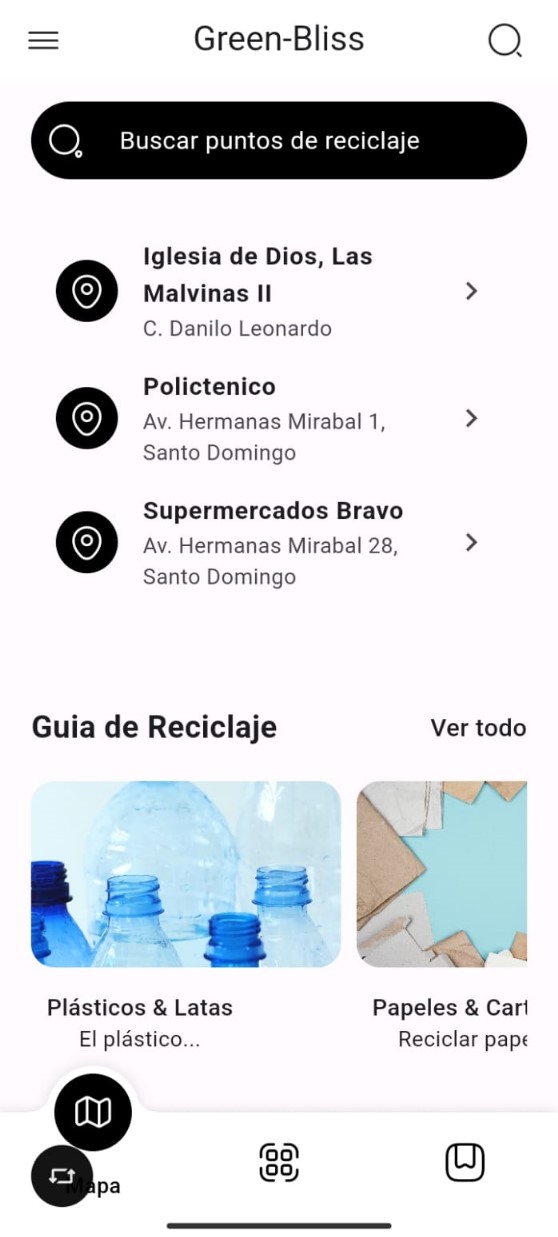 Green-Bliss
Buscar puntos de reciclaje
Iglesia de Dios, Las
Malvinas II
C. Danilo Leonardo
Polictenico
Av. Hermanas Mirabal 1,
Santo Domingo
Supermercados Bravo
Av. Hermanas Mirabal 28,
Santo Domingo
Guia de Reciclaje
Ver todo
Plásticos & Latas
El plástico...
Papeles & Cart
Reciclar pape
Mapa